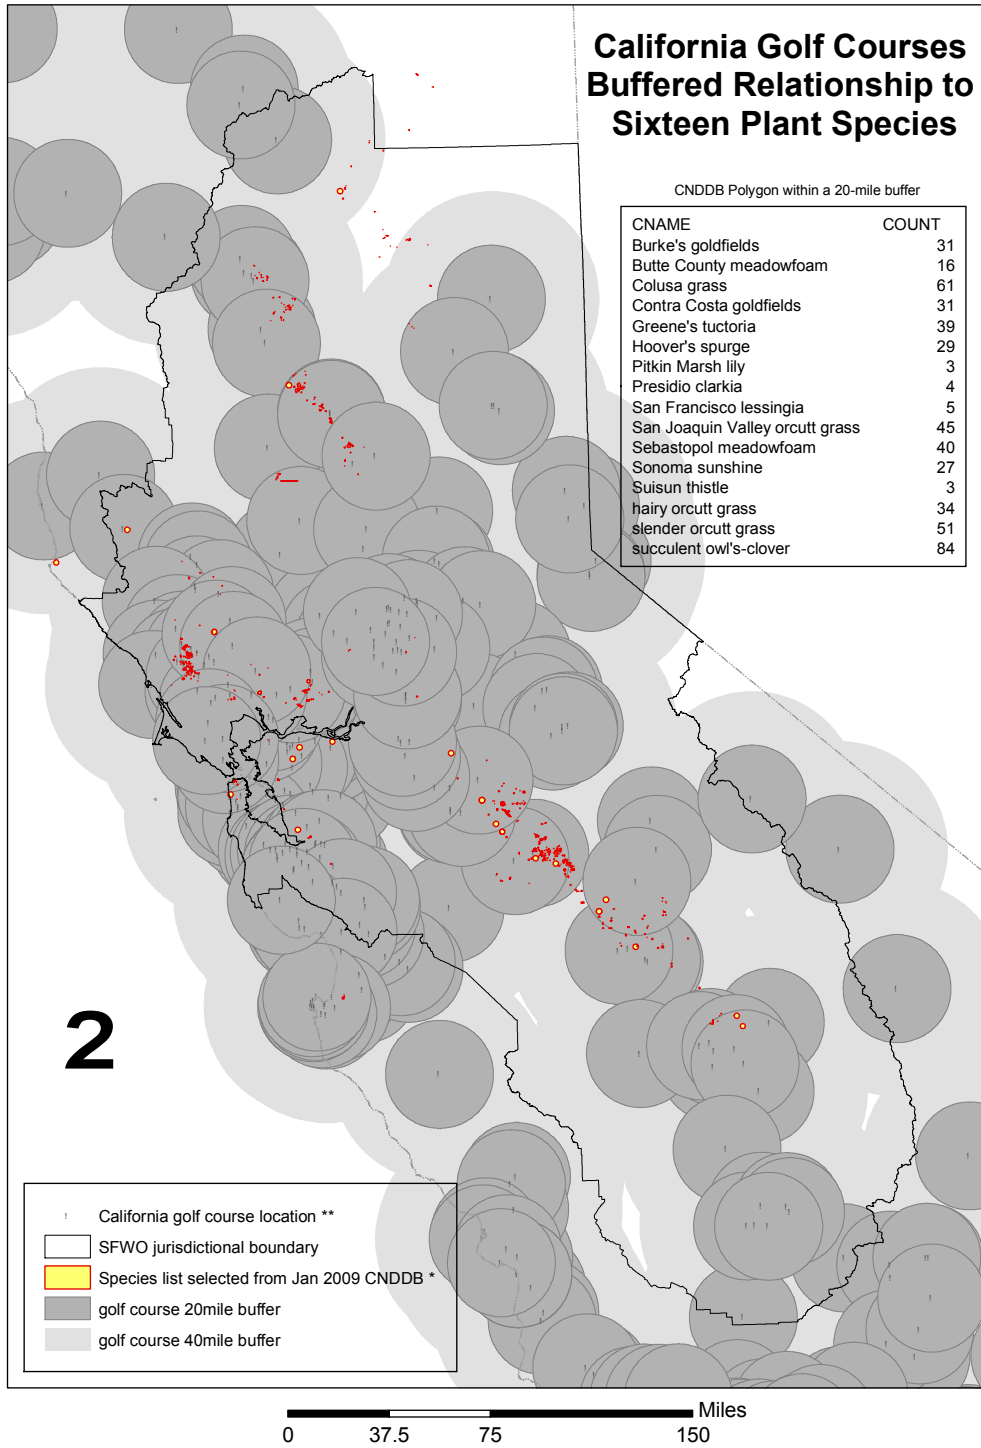 California Golf Courses
Buffered Relationship to
Sixteen Plant Species
CNDDB Polygon within a 20-mile buffer
CNAME COUNT
Burke's goldfields 31
Butte County meadowfoam 16
Colusa grass 61
Contra Costa goldfields 31
Greene's tuctoria 39
Hoover's spurge 29
Pitkin Marsh lily 3
Presidio clarkia 4
San Francisco lessingia 5
San Joaquin Valley orcutt grass 45
Sebastopol meadowfoam 40
Sonoma sunshine 27
Suisun thistle 3
hairy orcutt grass 34
slender orcutt grass 51
succulent owl's-clover 84
2
California golf course location **
SFWO jurisdictional boundary
Species list selected from Jan 2009 CNDDB *
golf course 20mile buffer
golf course 40mile buffer
Miles
0 37.5 75 150